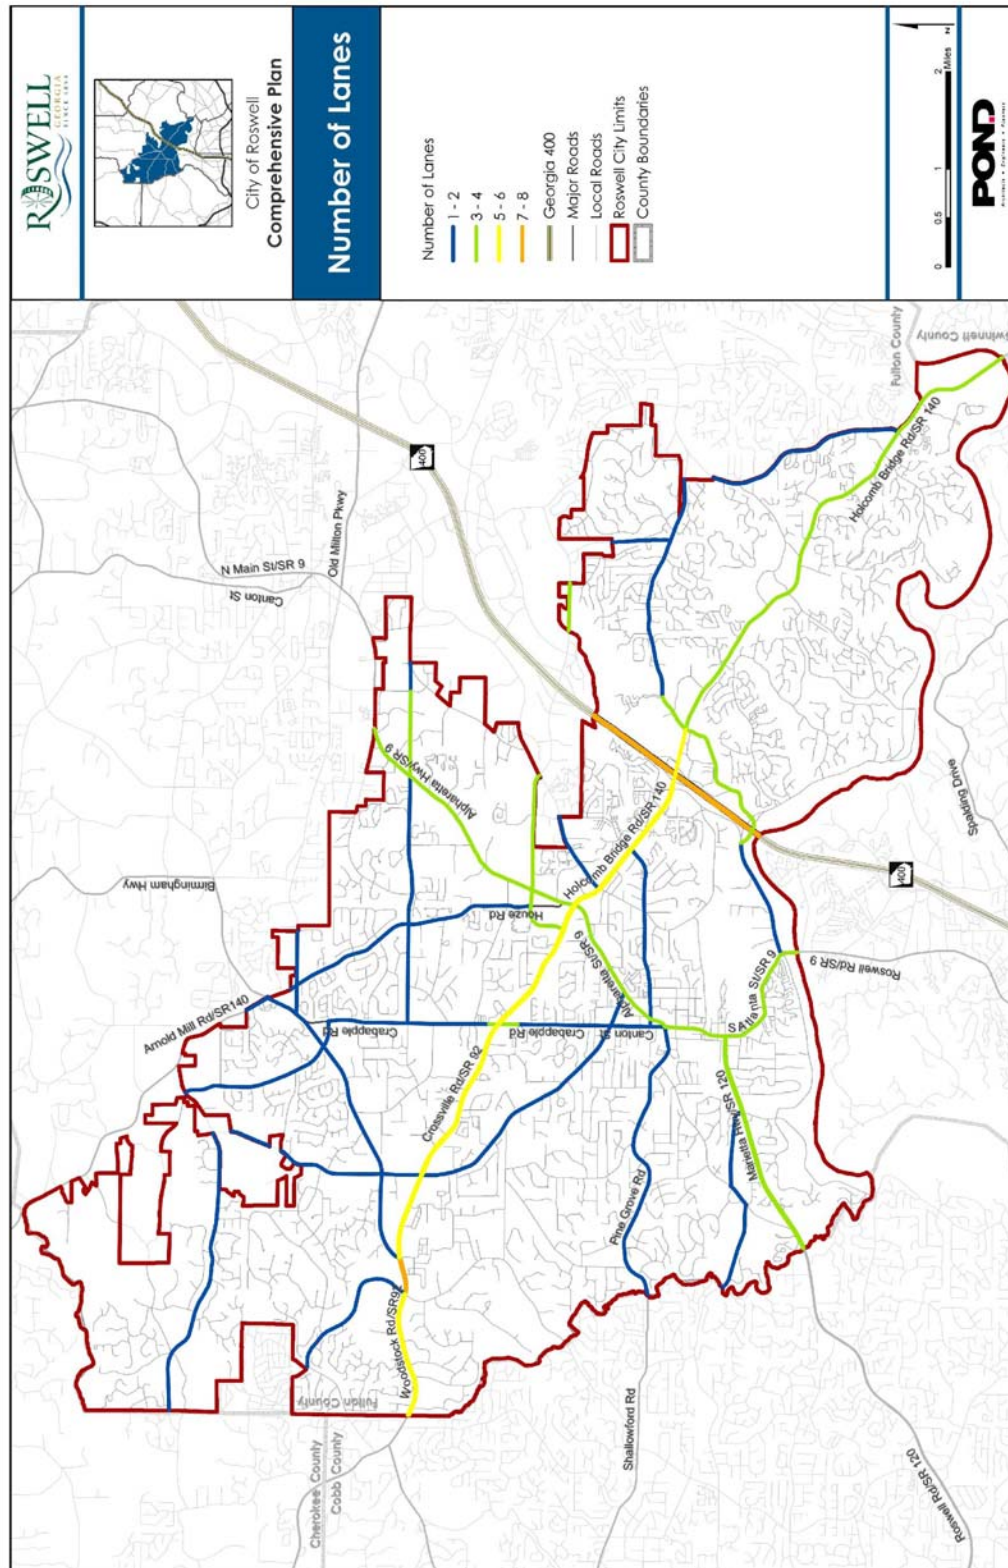 ROSWELL
GEORGIA
City of Roswell
Comprehensive Plan
Number of Lanes
Number of Lanes
1 - 2
3 - 4
5 - 6
7 - 8
Georgia 400
Major Roads
Local Roads
Roswell City Limits
County Boundaries
0 0.5 1 2
Miles
N
POND
Cherokee County
Cobb County
Fulton County
Woodstock Rd/SR92
Arnold Mill Rd/SR140
Birmingham Hwy
N Main St/SR 9
Canton St
Old Milton Pkwy
400
Crabapple Rd
Crossville Rd/SR 92
Crabapple Rd
Houze Rd
Alpharetta Hwy/SR 9
Alpharetta St/SR 9
Canton St
Holcomb Bridge Rd/SR 140
Shallowford Rd
Pine Grove Rd
Marietta Hwy/SR 120
S Atlanta St/SR 9
Roswell Rd/SR 9
Roswell Rd/SR 120
400
Spalding Drive
Holcomb Bridge Rd/SR 140
Fulton County
Gwinnett County